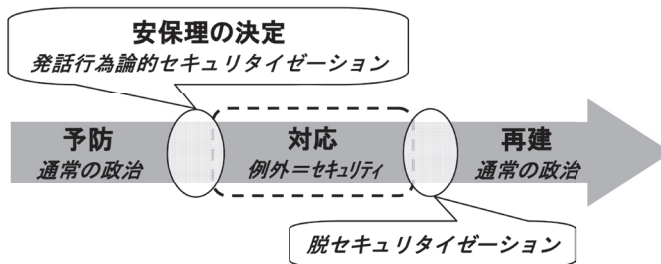 安保理の決定
発話行為論的セキュリタイゼーション
予防
通常の政治
対応
例外＝セキュリティ
再建
通常の政治
脱セキュリタイゼーション